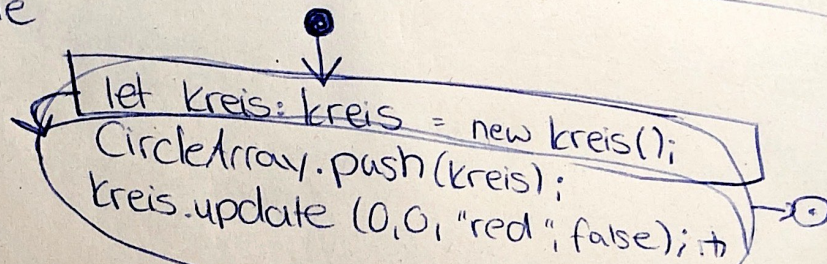 e
let kreis: kreis = new kreis();
CircleArray.push(kreis);
kreis.update (0,0, "red", false);